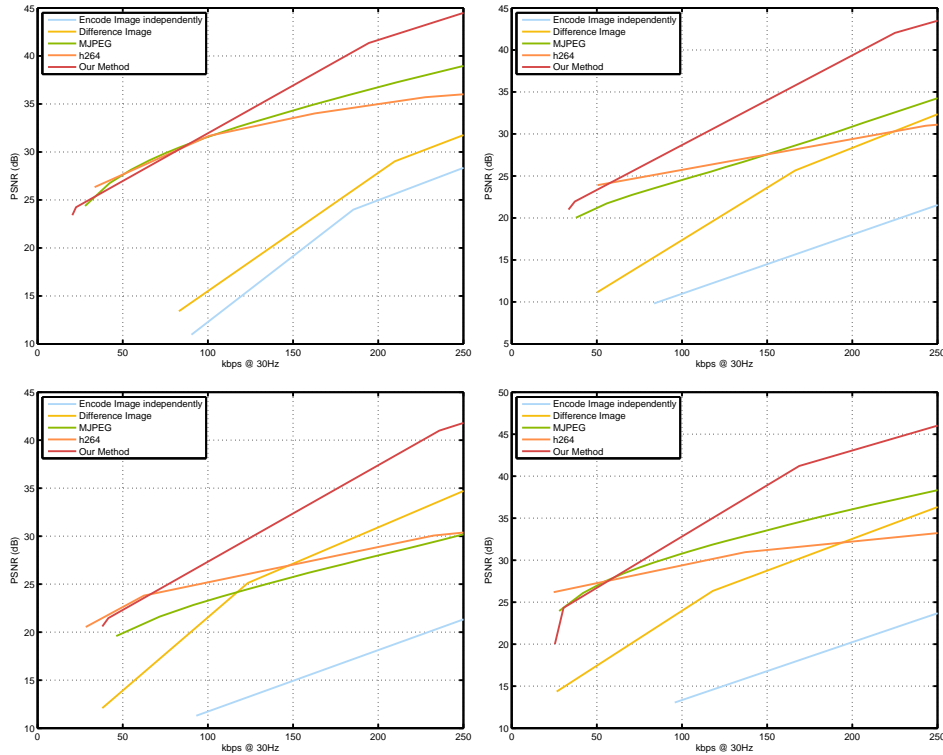 45
40
35
30
25
20
15
10
PSNR (dB)
0 50 100 150 200 250
kbps @ 30Hz
Encode Image independently
Difference Image
MJPEG
h264
Our Method
45
40
35
30
25
20
15
10
5
PSNR (dB)
0 50 100 150 200 250
kbps @ 30Hz
Encode Image independently
Difference Image
MJPEG
h264
Our Method
45
40
35
30
25
20
15
10
PSNR (dB)
0 50 100 150 200 250
kbps @ 30Hz
Encode Image independently
Difference Image
MJPEG
h264
Our Method
50
45
40
35
30
25
20
15
10
PSNR (dB)
0 50 100 150 200 250
kbps @ 30Hz
Encode Image independently
Difference Image
MJPEG
h264
Our Method